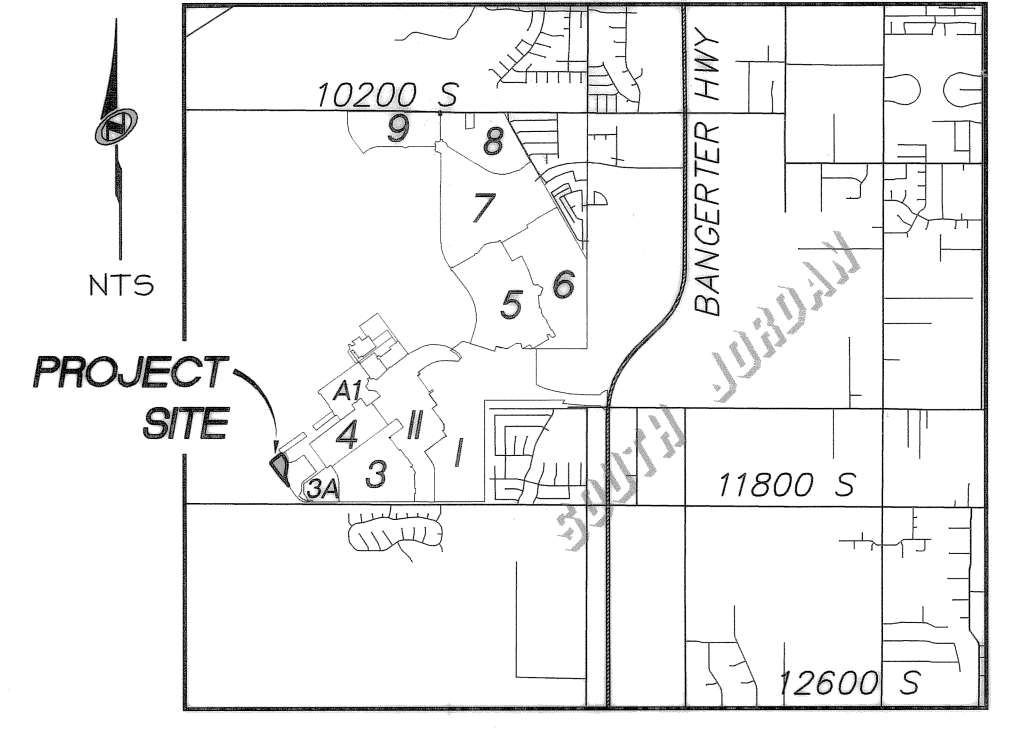 10200 S
9
8
BANGERTER HWY
N
7
NTS
6
5
SOUTH JORDAN
PROJECT
SITE
A1
4
II
I
3
3A
11800 S
12600 S